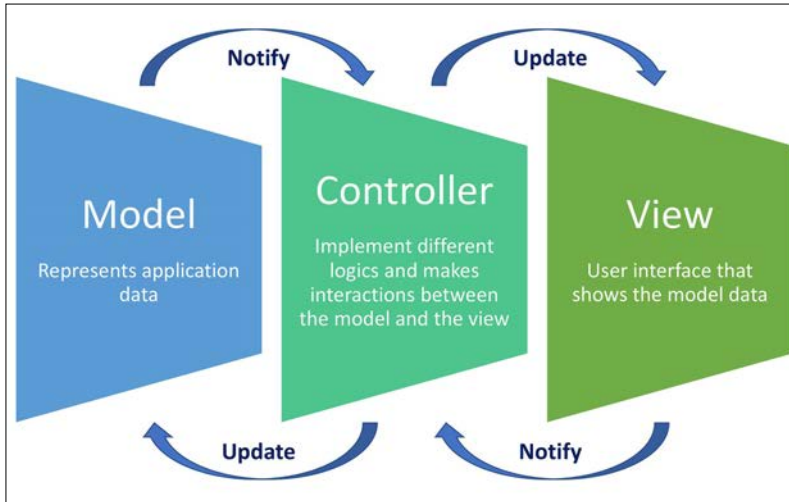 Notify
Update
Model
Represents application
data
Controller
Implement different
logics and makes
interactions between
the model and the view
View
User interface that
shows the model data
Update
Notify